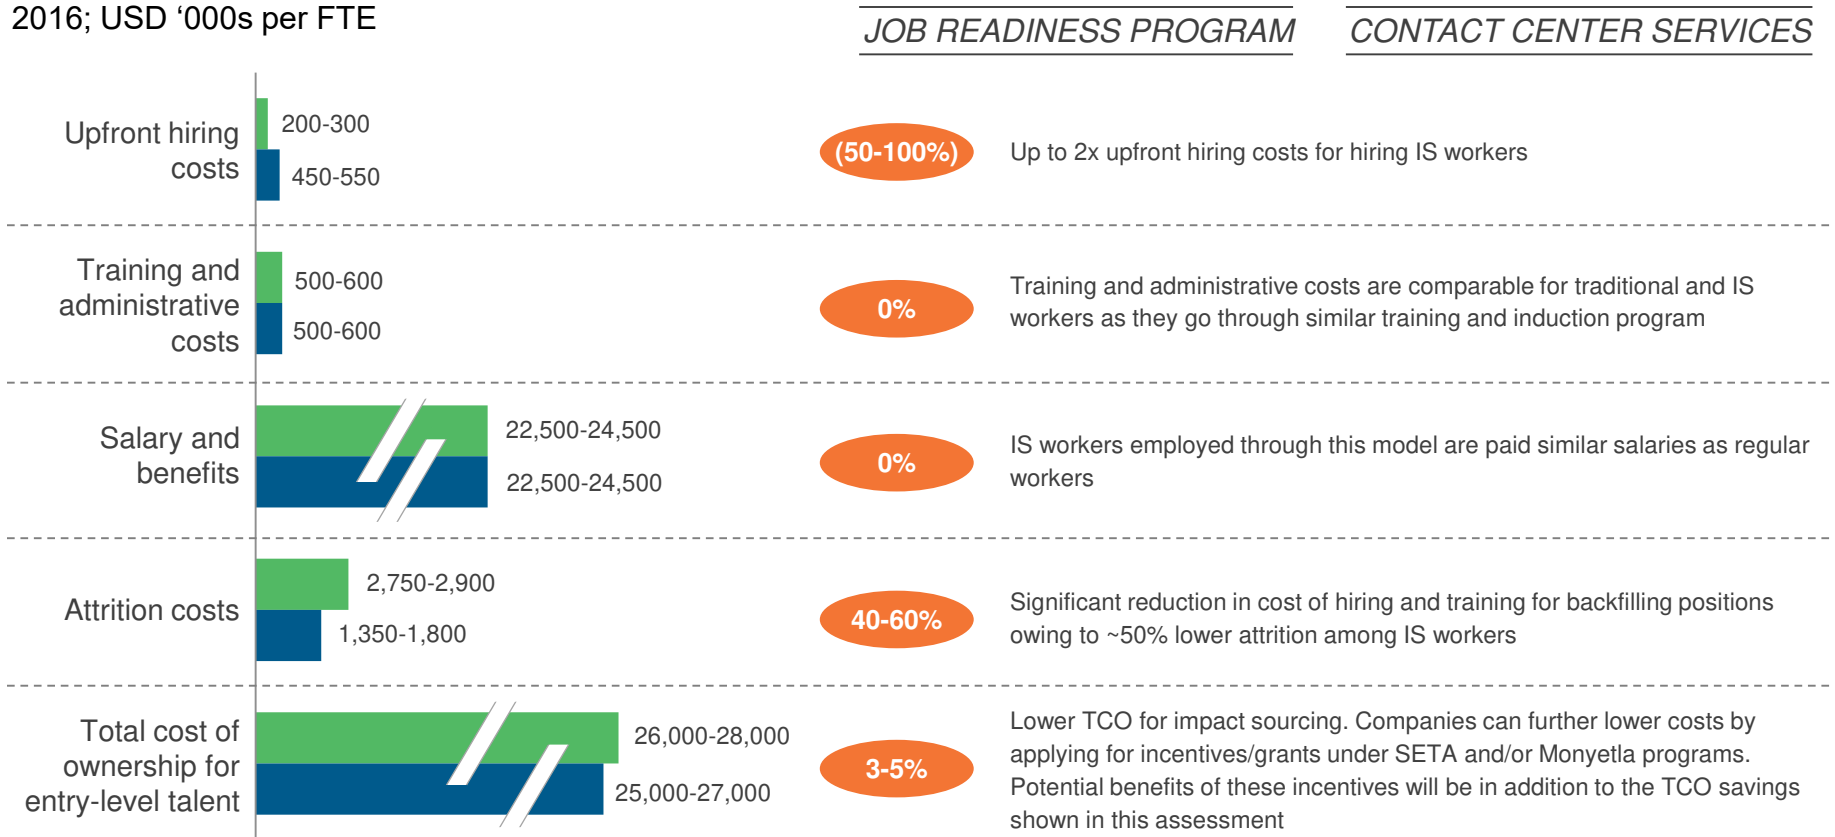 2016; USD ‘000s per FTE
JOB READINESS PROGRAM
CONTACT CENTER SERVICES
Upfront hiring
costs
200-300
450-550
(50-100%)
Up to 2x upfront hiring costs for hiring IS workers
Training and
administrative
costs
500-600
500-600
0%
Training and administrative costs are comparable for traditional and IS
workers as they go through similar training and induction program
Salary and
benefits
22,500-24,500
22,500-24,500
0%
IS workers employed through this model are paid similar salaries as regular
workers
Attrition costs
2,750-2,900
1,350-1,800
40-60%
Significant reduction in cost of hiring and training for backfilling positions
owing to ~50% lower attrition among IS workers
Total cost of
ownership for
entry-level talent
26,000-28,000
25,000-27,000
3-5%
Lower TCO for impact sourcing. Companies can further lower costs by
applying for incentives/grants under SETA and/or Monyetla programs.
Potential benefits of these incentives will be in addition to the TCO savings
shown in this assessment